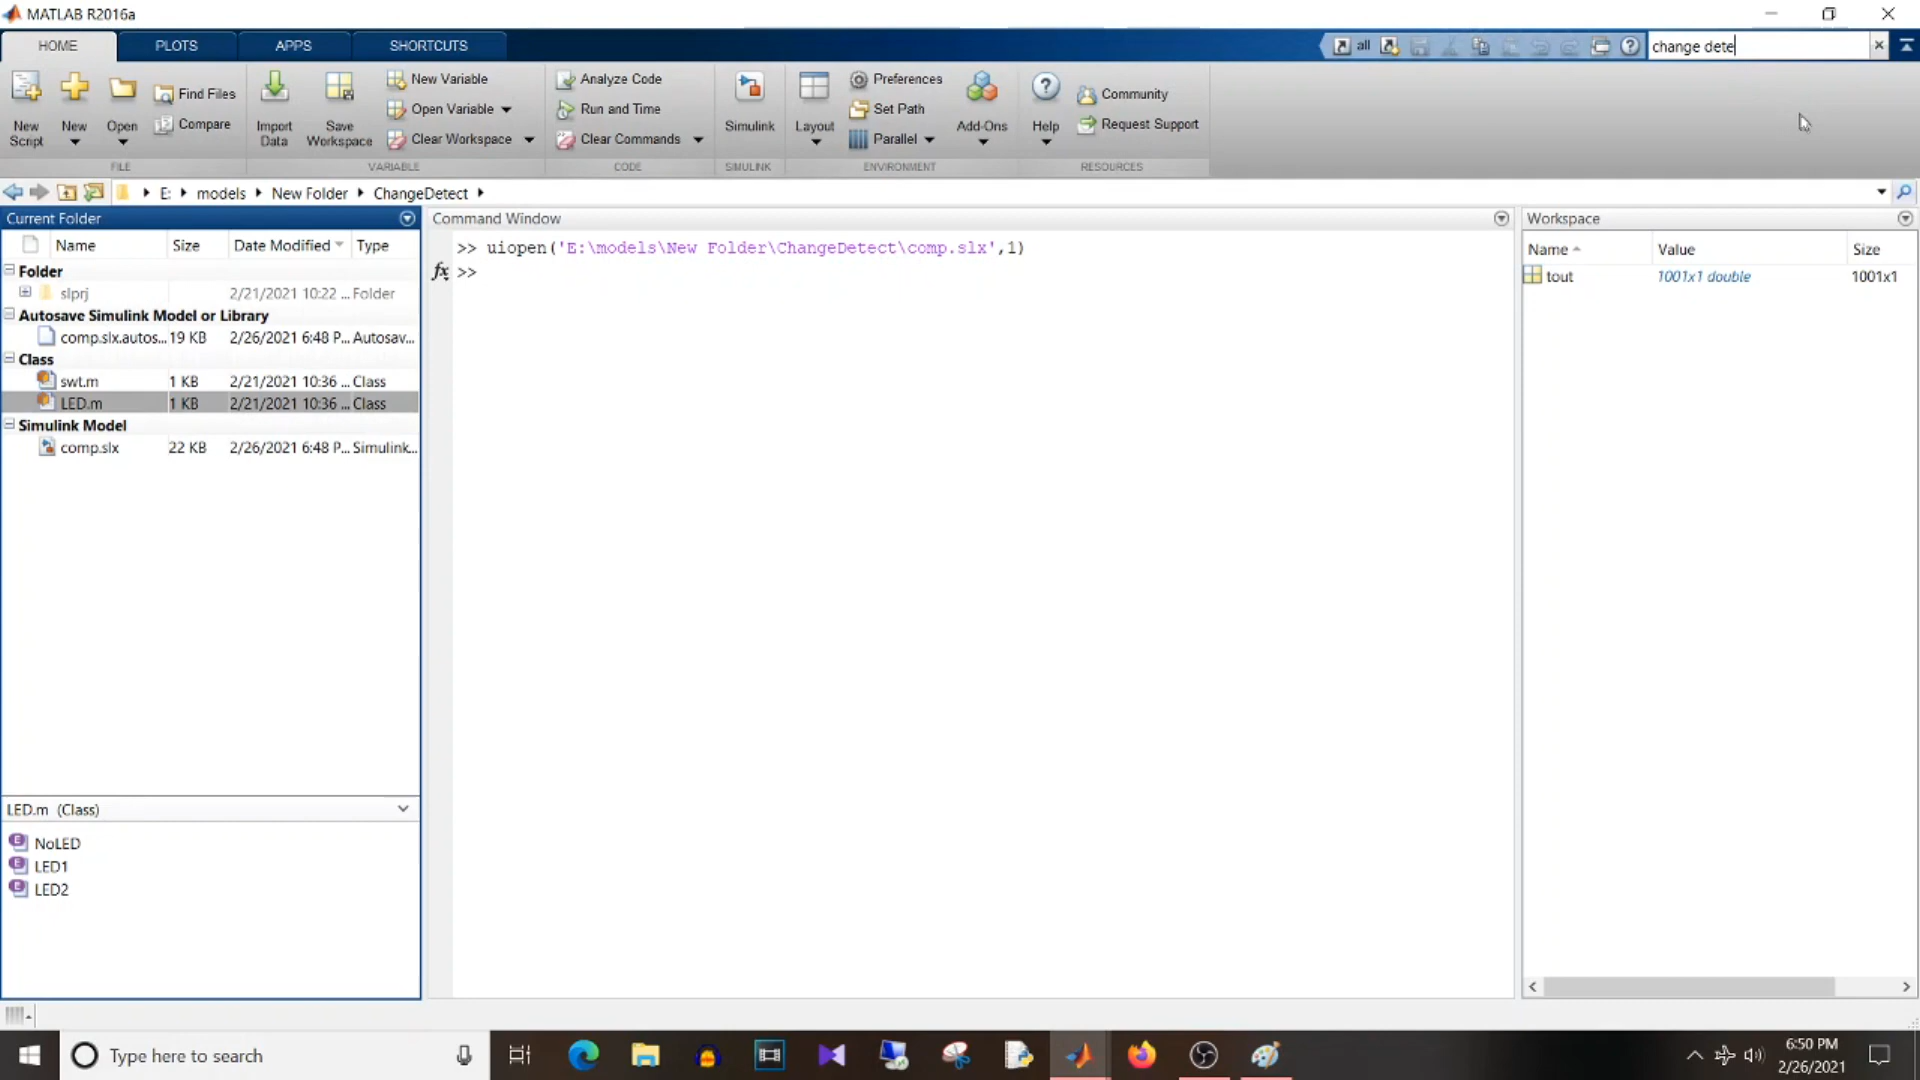 MATLAB R2016a
HOME PLOTS APPS SHORTCUTS all change dete
New Script New Open Find Files Compare
Import Data Save Workspace New Variable Open Variable Clear Workspace
Analyze Code Run and Time Clear Commands
Simulink Layout Preferences Set Path Parallel Add-Ons
Help Community Request Support
FILE VARIABLE CODE SIMULINK ENVIRONMENT RESOURCES
E: models New Folder ChangeDetect
Current Folder
Name Size Date Modified Type
Folder
slprj 2/21/2021 10:22 ... Folder
Autosave Simulink Model or Library
comp.slx.autos... 19 KB 2/26/2021 6:48 P... Autosav...
Class
swt.m 1 KB 2/21/2021 10:36 ... Class
LED.m 1 KB 2/21/2021 10:36 ... Class
Simulink Model
comp.slx 22 KB 2/26/2021 6:48 P... Simulink...
LED.m (Class)
NoLED
LED1
LED2
Command Window
>> uiopen('E:\models\New Folder\ChangeDetect\comp.slx',1)
fx >>
Workspace
Name Value Size
tout 1001x1 double 1001x1
Type here to search
6:50 PM
2/26/2021